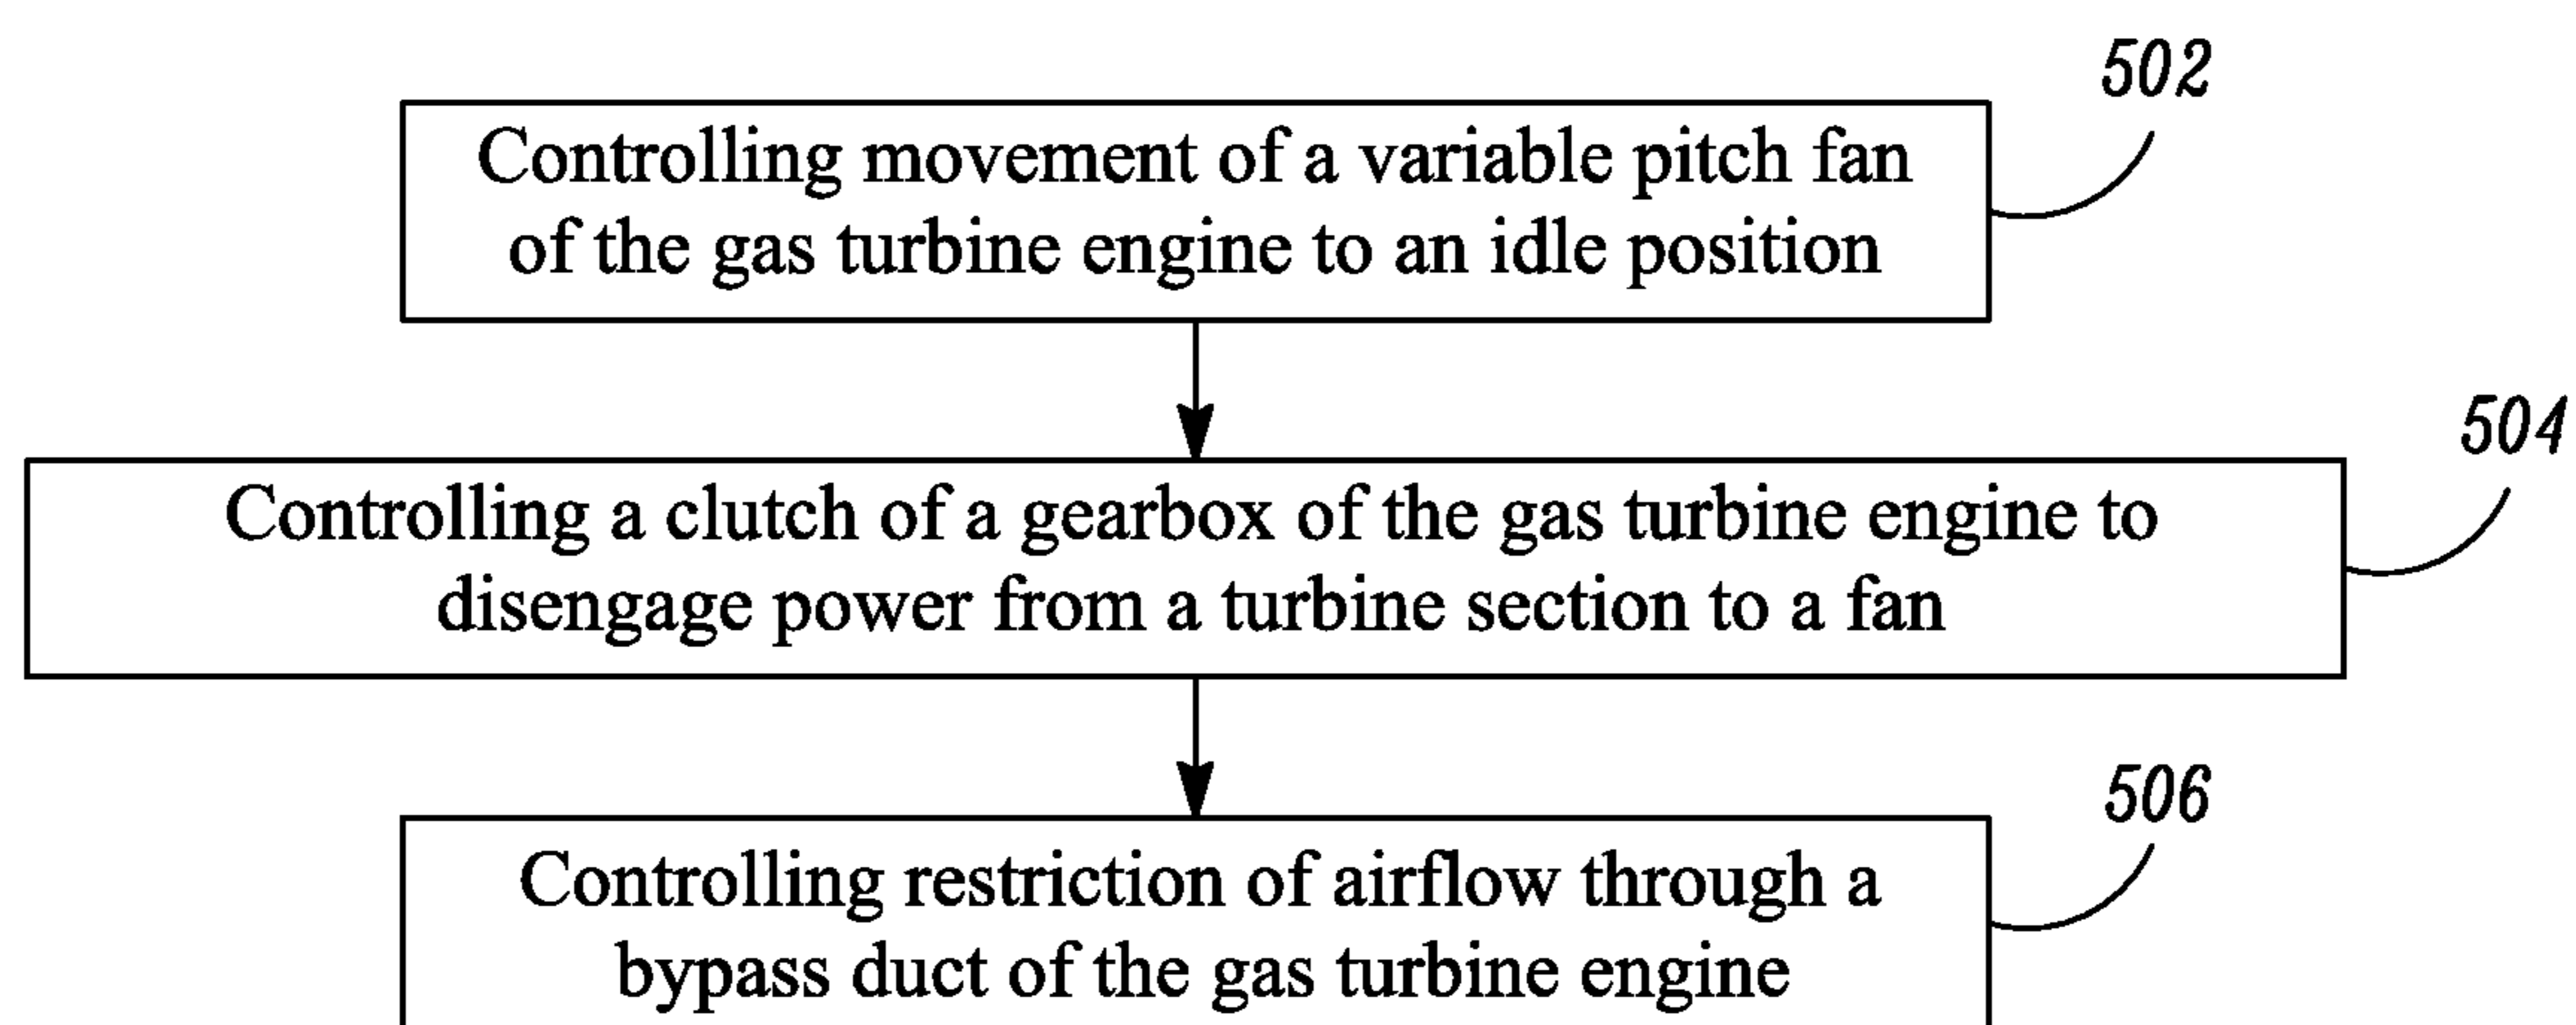 502
Controlling movement of a variable pitch fan
of the gas turbine engine to an idle position
504
Controlling a clutch of a gearbox of the gas turbine engine to
disengage power from a turbine section to a fan
506
Controlling restriction of airflow through a
bypass duct of the gas turbine engine